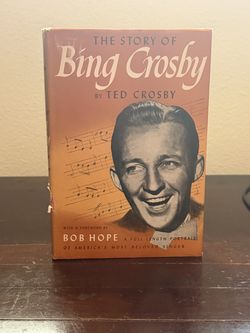 THE STORY OF
Bing Crosby
BY TED CROSBY
WITH A FOREWORD BY
BOB HOPE A FULL-LENGTH PORTRAIT
OF AMERICA'S MOST BELOVED SINGER